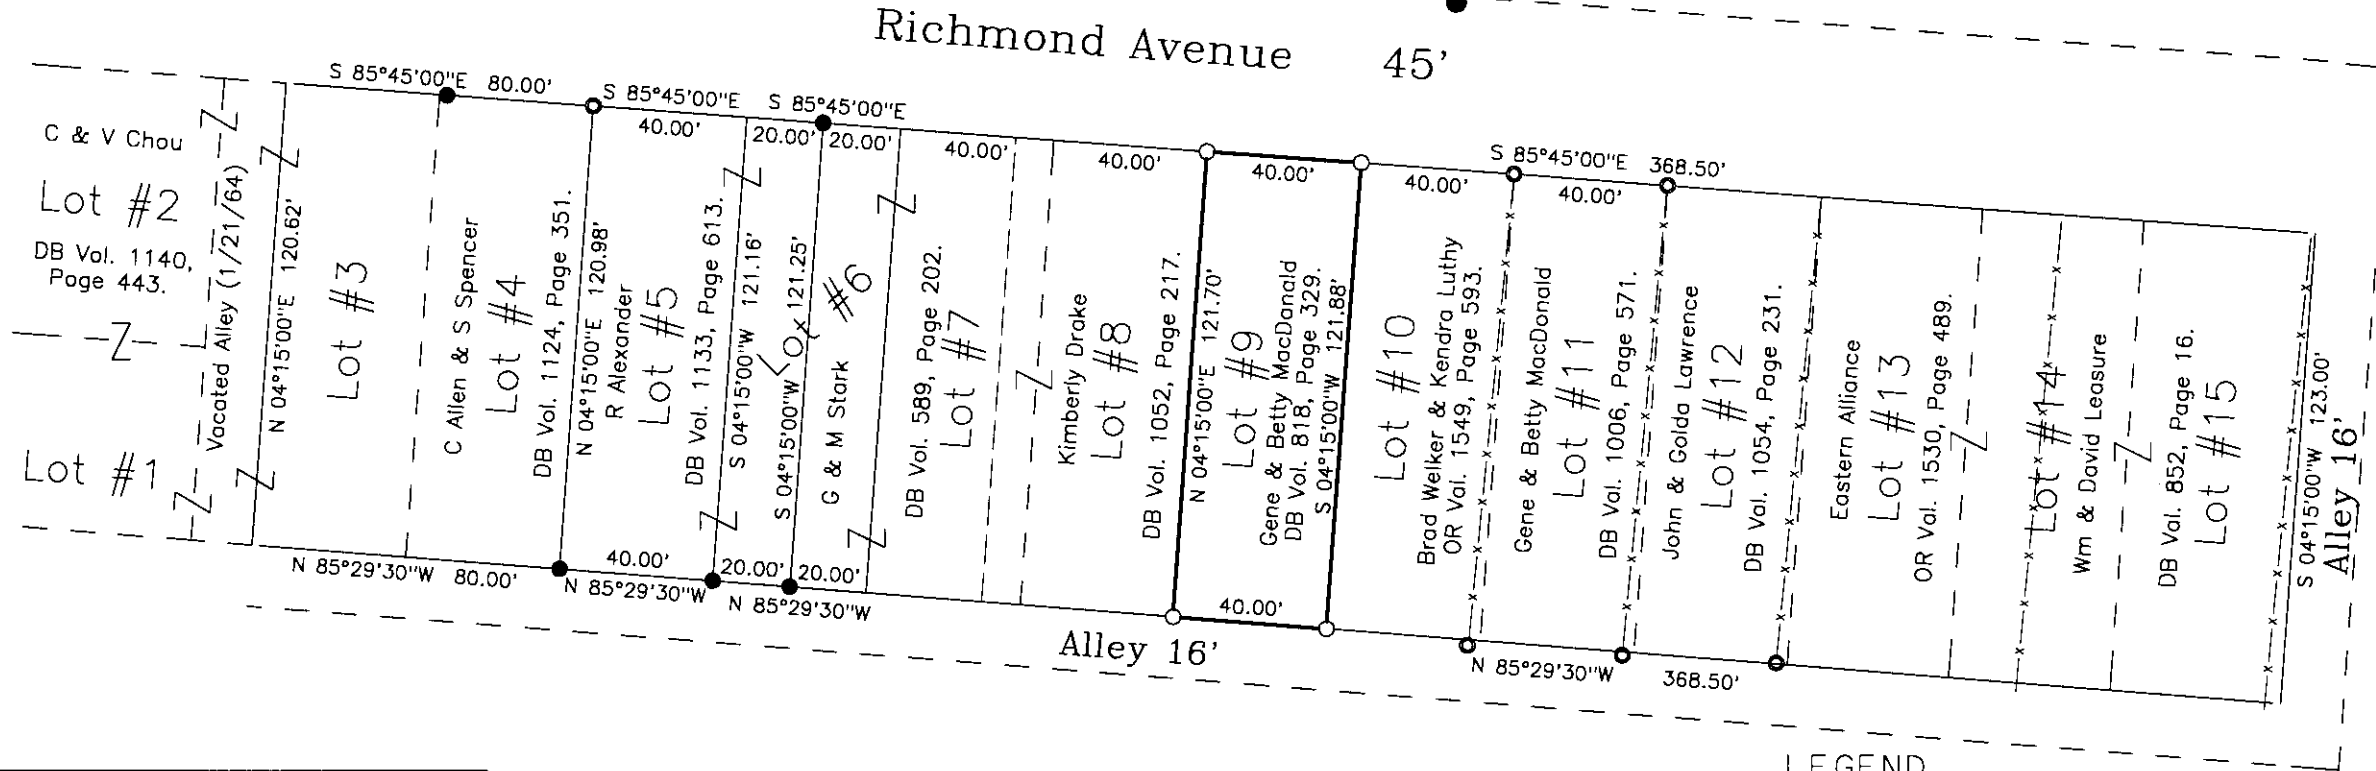 Richmond Avenue 45'
S 85°45'00"E 80.00'
S 85°45'00"E
S 85°45'00"E
40.00'
20.00'
20.00'
40.00'
40.00'
40.00'
40.00'
S 85°45'00"E 368.50'
40.00'
C & V Chou
Lot #2
DB Vol. 1140,
Page 443.
Lot #1
Vacated Alley (1/21/64)
N 04°15'00"E 120.62'
Lot #3
C Allen & S Spencer
Lot #4
DB Vol. 1124, Page 351.
N 04°15'00"E 120.98'
R Alexander
Lot #5
DB Vol. 1133, Page 613.
S 04°15'00"W 121.16'
S 04°15'00"W 121.25'
Lot #6
G & M Stark
DB Vol. 589, Page 202.
Lot #7
Kimberly Drake
Lot #8
DB Vol. 1052, Page 217.
N 04°15'00"E 121.70'
Lot #9
Gene & Betty MacDanald
DB Val. 818, Page 329.
S 04°15'00"W 121.88'
Lot #10
Brad Welker & Kendra Luthy
OR Val. 1549, Page 593.
Gene & Betty MacDonald
Lot #11
DB Val. 1006, Page 571.
John & Golda Lawrence
Lot #12
DB Val. 1054, Page 231.
Eastern Alliance
Lot #13
OR Val. 1530, Page 489.
Lot #14
Wm & David Leasure
DB Val. 852, Page 16.
Lot #15
S 04°15'00"W 123.00'
Alley 16'
N 85°29'30"W 80.00'
40.00'
N 85°29'30"W
20.00'
20.00'
N 85°29'30"W
40.00'
Alley 16'
N 85°29'30"W 368.50'
LEGEND